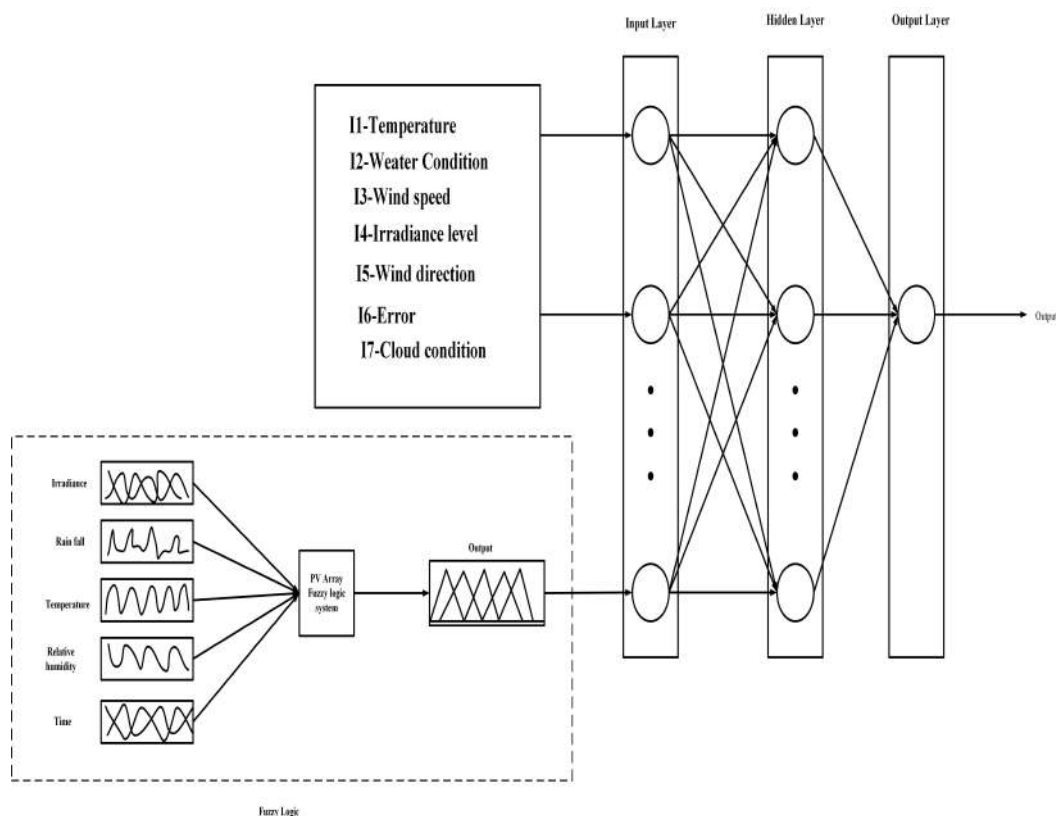 Input Layer
Hidden Layer
Output Layer
I1-Temperature
I2-Weater Condition
I3-Wind speed
I4-Irradiance level
I5-Wind direction
I6-Error
I7-Cloud condition
Output
Irradiance
Rain fall
Temperature
Relative
humidity
Time
PV Array
Fuzzy logic
system
Output
Fuzzy Logic